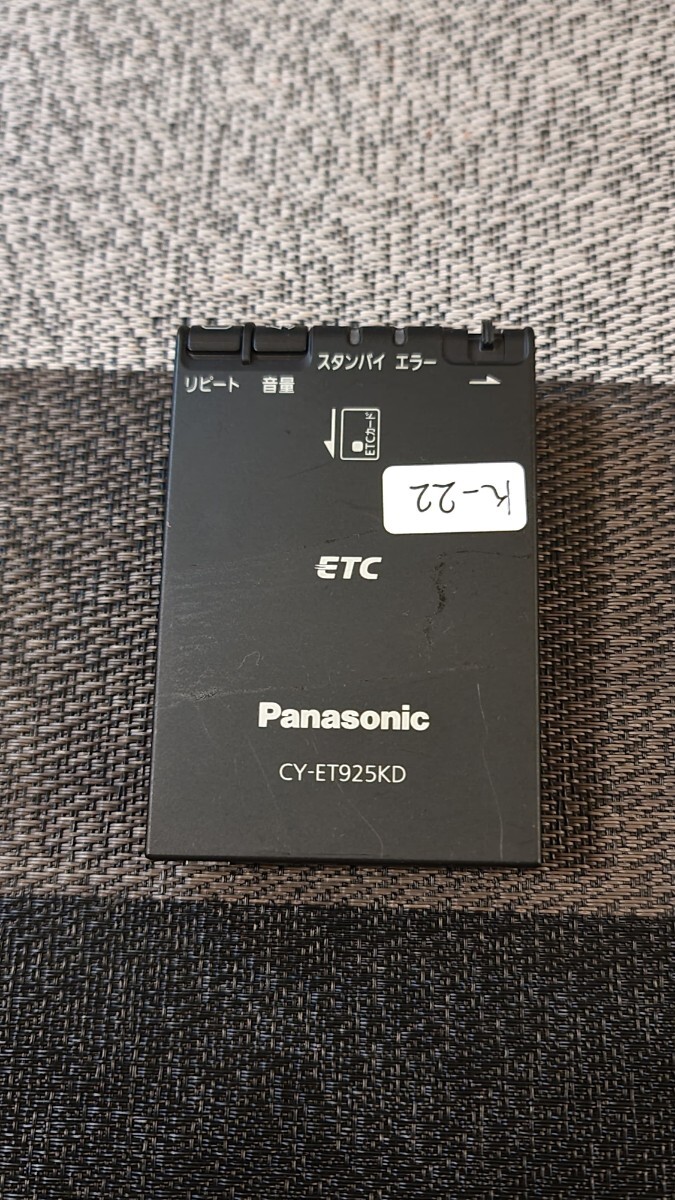 スタンバイ エラー
リピート 音量
ETCカード
K-22
ETC
Panasonic
CY-ET925KD